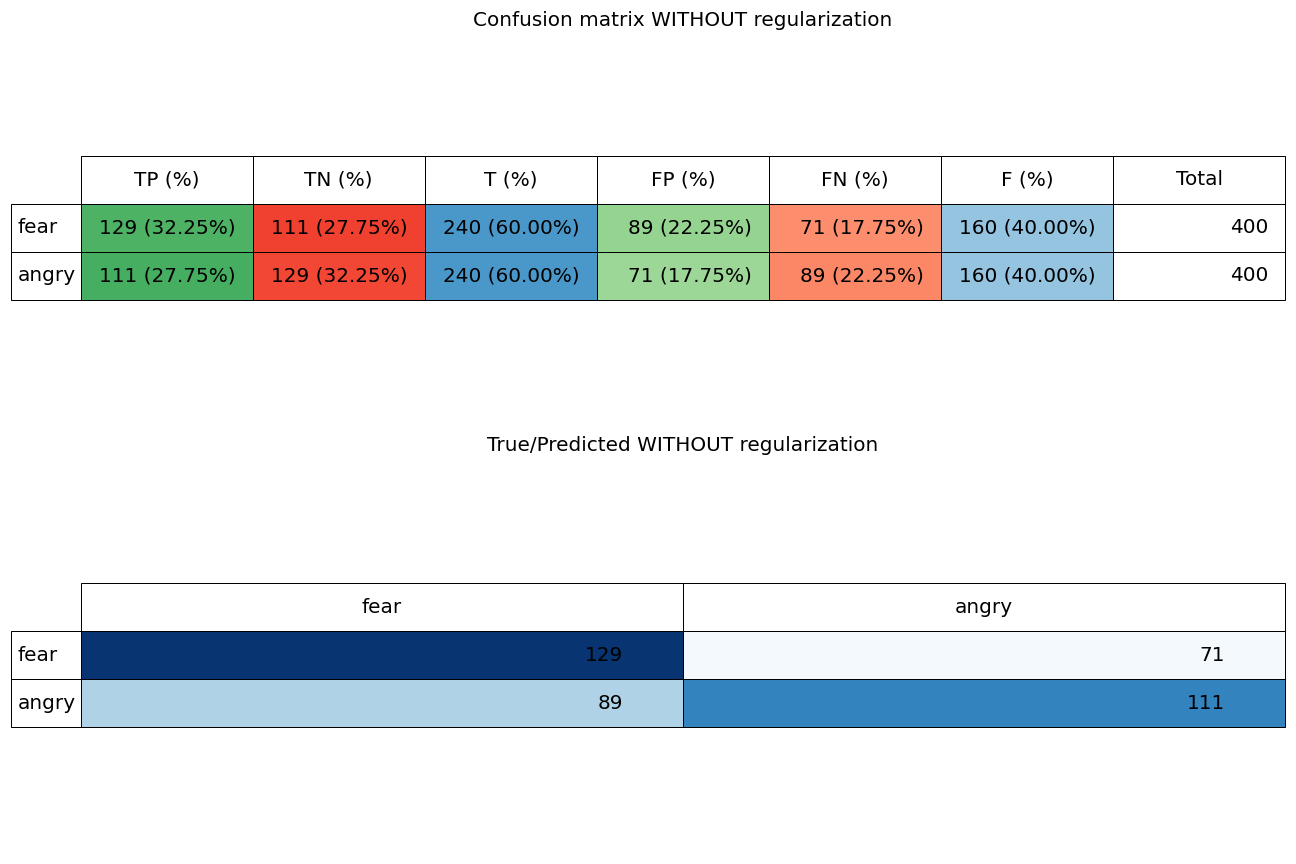 Confusion matrix WITHOUT regularization
TP (%) TN (%) T (%) FP (%) FN (%) F (%) Total
fear 129 (32.25%) 111 (27.75%) 240 (60.00%) 89 (22.25%) 71 (17.75%) 160 (40.00%) 400
angry 111 (27.75%) 129 (32.25%) 240 (60.00%) 71 (17.75%) 89 (22.25%) 160 (40.00%) 400
True/Predicted WITHOUT regularization
fear angry
fear 129 71
angry 89 111